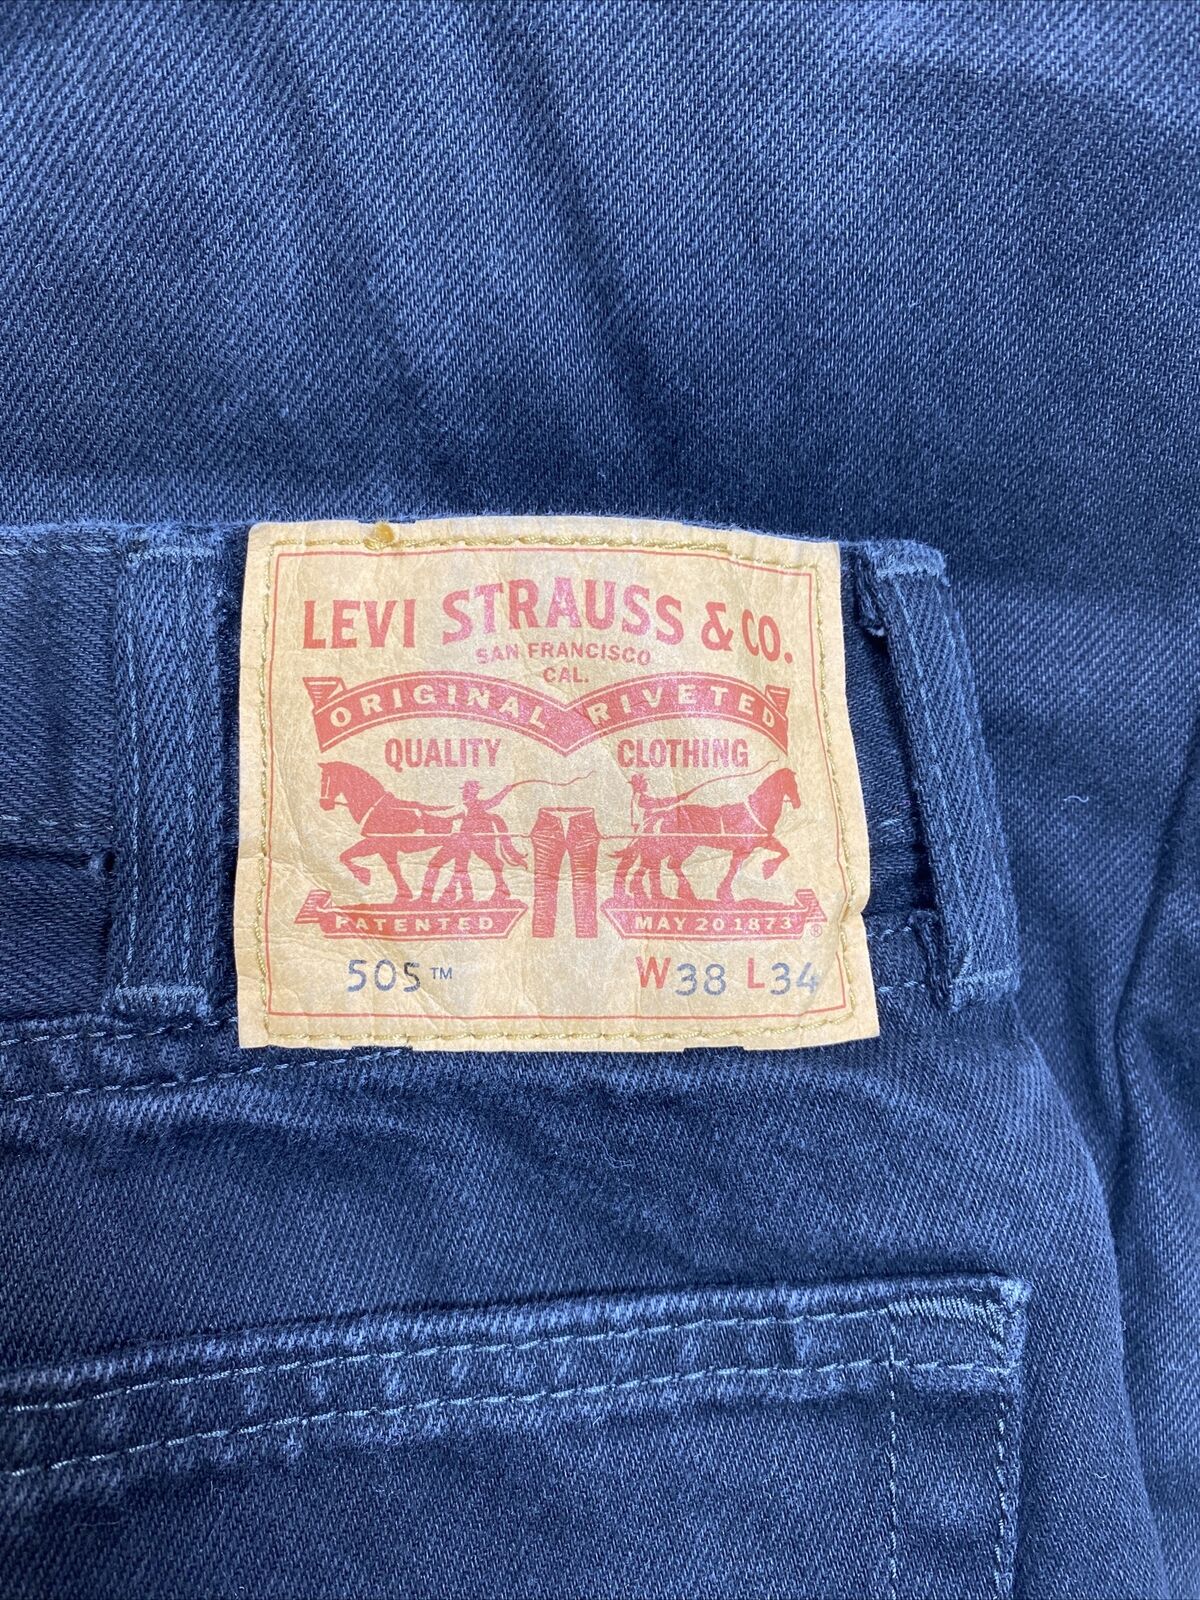 LEVI STRAUSS & CO.
SAN FRANCISCO
CAL.
ORIGINAL RIVETED
QUALITY CLOTHING
PATENTED MAY 20 1873 ®
505™ W38 L34